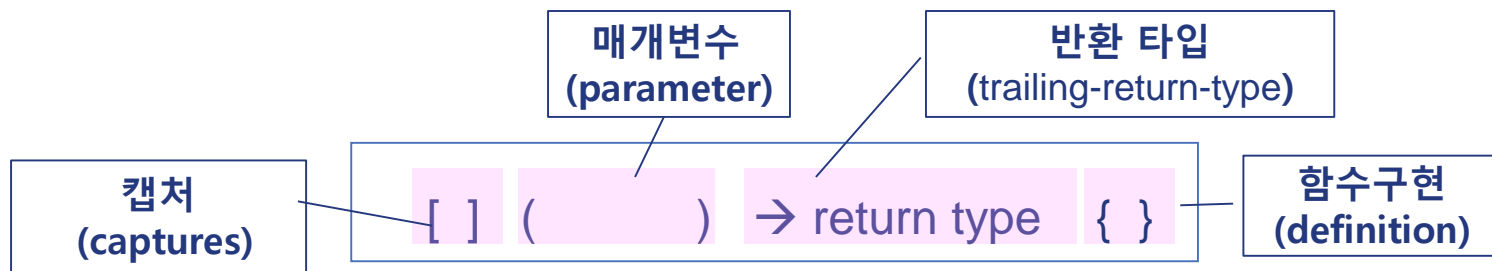 매개변수
(parameter)
반환 타입
(trailing-return-type)
캡처
(captures)
[ ] ( ) → return type { }
함수구현
(definition)